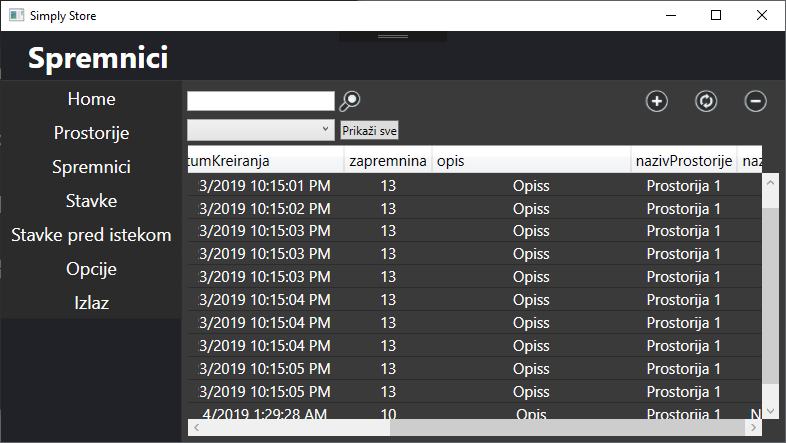 Simply Store
Spremnici
Home
Prostorije
Spremnici
Stavke
Stavke pred istekom
Opcije
Izlaz
Prikaži sve
tumKreiranja zapremnina opis nazivProstorije naz
3/2019 10:15:01 PM 13 Opiss Prostorija 1
3/2019 10:15:02 PM 13 Opiss Prostorija 1
3/2019 10:15:03 PM 13 Opiss Prostorija 1
3/2019 10:15:03 PM 13 Opiss Prostorija 1
3/2019 10:15:03 PM 13 Opiss Prostorija 1
3/2019 10:15:04 PM 13 Opiss Prostorija 1
3/2019 10:15:04 PM 13 Opiss Prostorija 1
3/2019 10:15:04 PM 13 Opiss Prostorija 1
3/2019 10:15:05 PM 13 Opiss Prostorija 1
3/2019 10:15:05 PM 13 Opiss Prostorija 1
4/2019 1:29:28 AM 10 Opis Prostorija 1 N